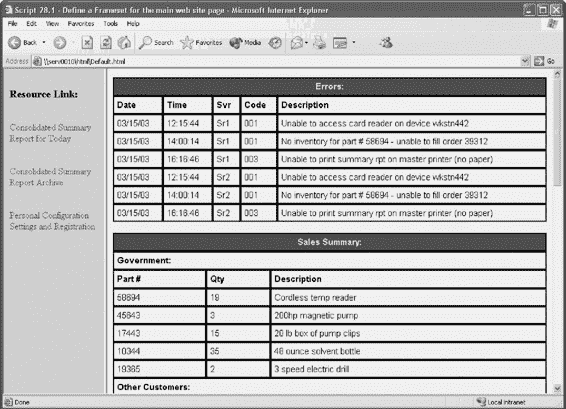 Script 28.1 - Define a Frameset for the main web site page - Microsoft Internet Explorer
File Edit View Favorites Tools Help
Back Search Favorites Media
Address \\serv0010\html\Default.html Go
Resource Link:
Consolidated Summary
Report for Today
Consolidated Summary
Report Archive
Personal Configuration
Settings and Registration
Errors:
Date Time Svr Code Description
03/15/03 12:15:44 Sr1 001 Unable to access card reader on device wkstn442
03/15/03 14:00:14 Sr1 001 No inventory for part # 58694 - unable to fill order 39312
03/15/03 16:16:46 Sr1 003 Unable to print summary rpt on master printer (no paper)
03/15/03 12:15:44 Sr2 001 Unable to access card reader on device wkstn442
03/15/03 14:00:14 Sr2 001 No inventory for part # 58694 - unable to fill order 39312
03/15/03 16:16:46 Sr2 003 Unable to print summary rpt on master printer (no paper)
Sales Summary:
Government:
Part # Qty Description
58694 19 Cordless temp reader
45643 3 200hp magnetic pump
17443 15 20 lb box of pump clips
10344 35 48 ounce solvent bottle
19365 2 3 speed electric drill
Other Customers:
Done Local intranet